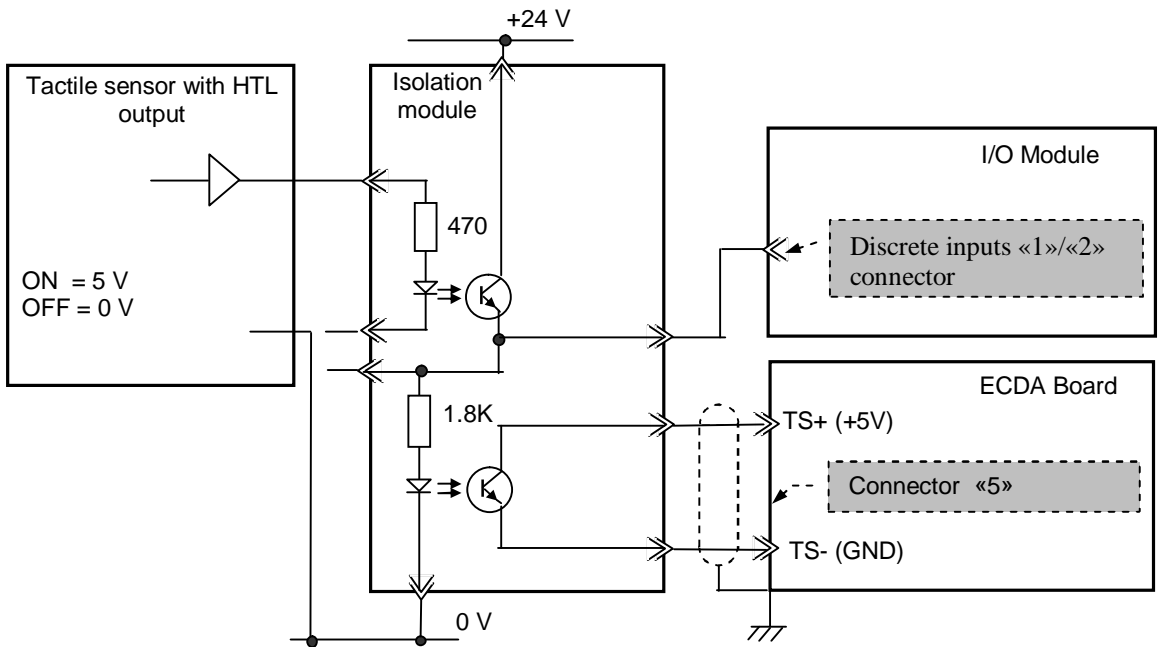 +24 V
Tactile sensor with HTL
output
Isolation
module
I/O Module
470
Discrete inputs «1»/«2»
connector
ON = 5 V
OFF = 0 V
ECDA Board
1.8K
TS+ (+5V)
Connector «5»
TS- (GND)
0 V